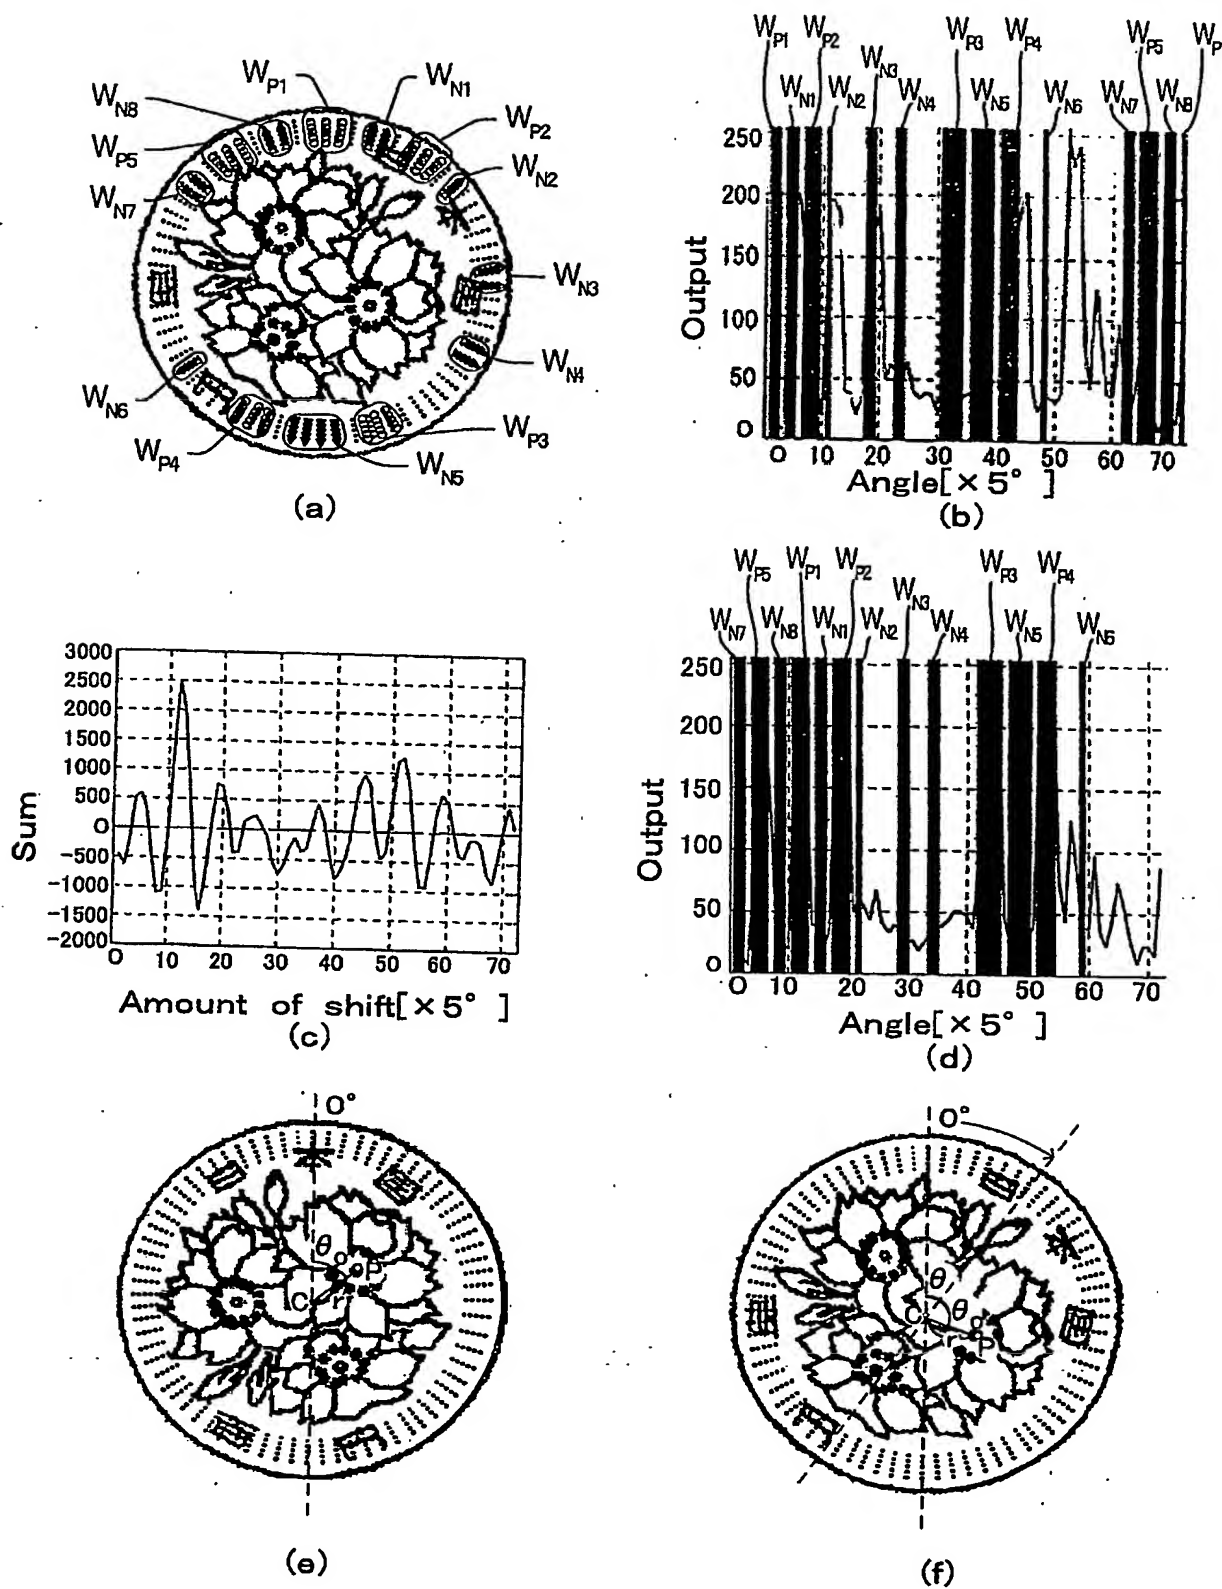 W_P1
W_N1
W_N8
W_P2
W_P5
W_N2
W_N7
W_N3
W_N4
W_N6
W_P3
W_P4
W_N5
(a)
W_P1 W_P2 W_P3 W_P4 W_P5 W_P
W_N3
W_N1 W_N2 W_N4 W_N5 W_N6 W_N7 W_N8
250
200
150
100
50
0
Output
0 10 20 30 40 50 60 70
Angle[×5° ]
(b)
3000
2500
2000
1500
1000
500
0
-500
-1000
-1500
-2000
Sum
0 10 20 30 40 50 60 70
Amount of shift[×5° ]
(c)
W_P5 W_P1 W_P2 W_P3 W_P4
W_N3
W_N7 W_N8 W_N1 W_N2 W_N4 W_N5 W_N6
250
200
150
100
50
0
Output
0 10 20 30 40 50 60 70
Angle[×5° ]
(d)
0°
θ₀
P
C
r
(e)
0°
θ
θ₀
C
r
P
(f)